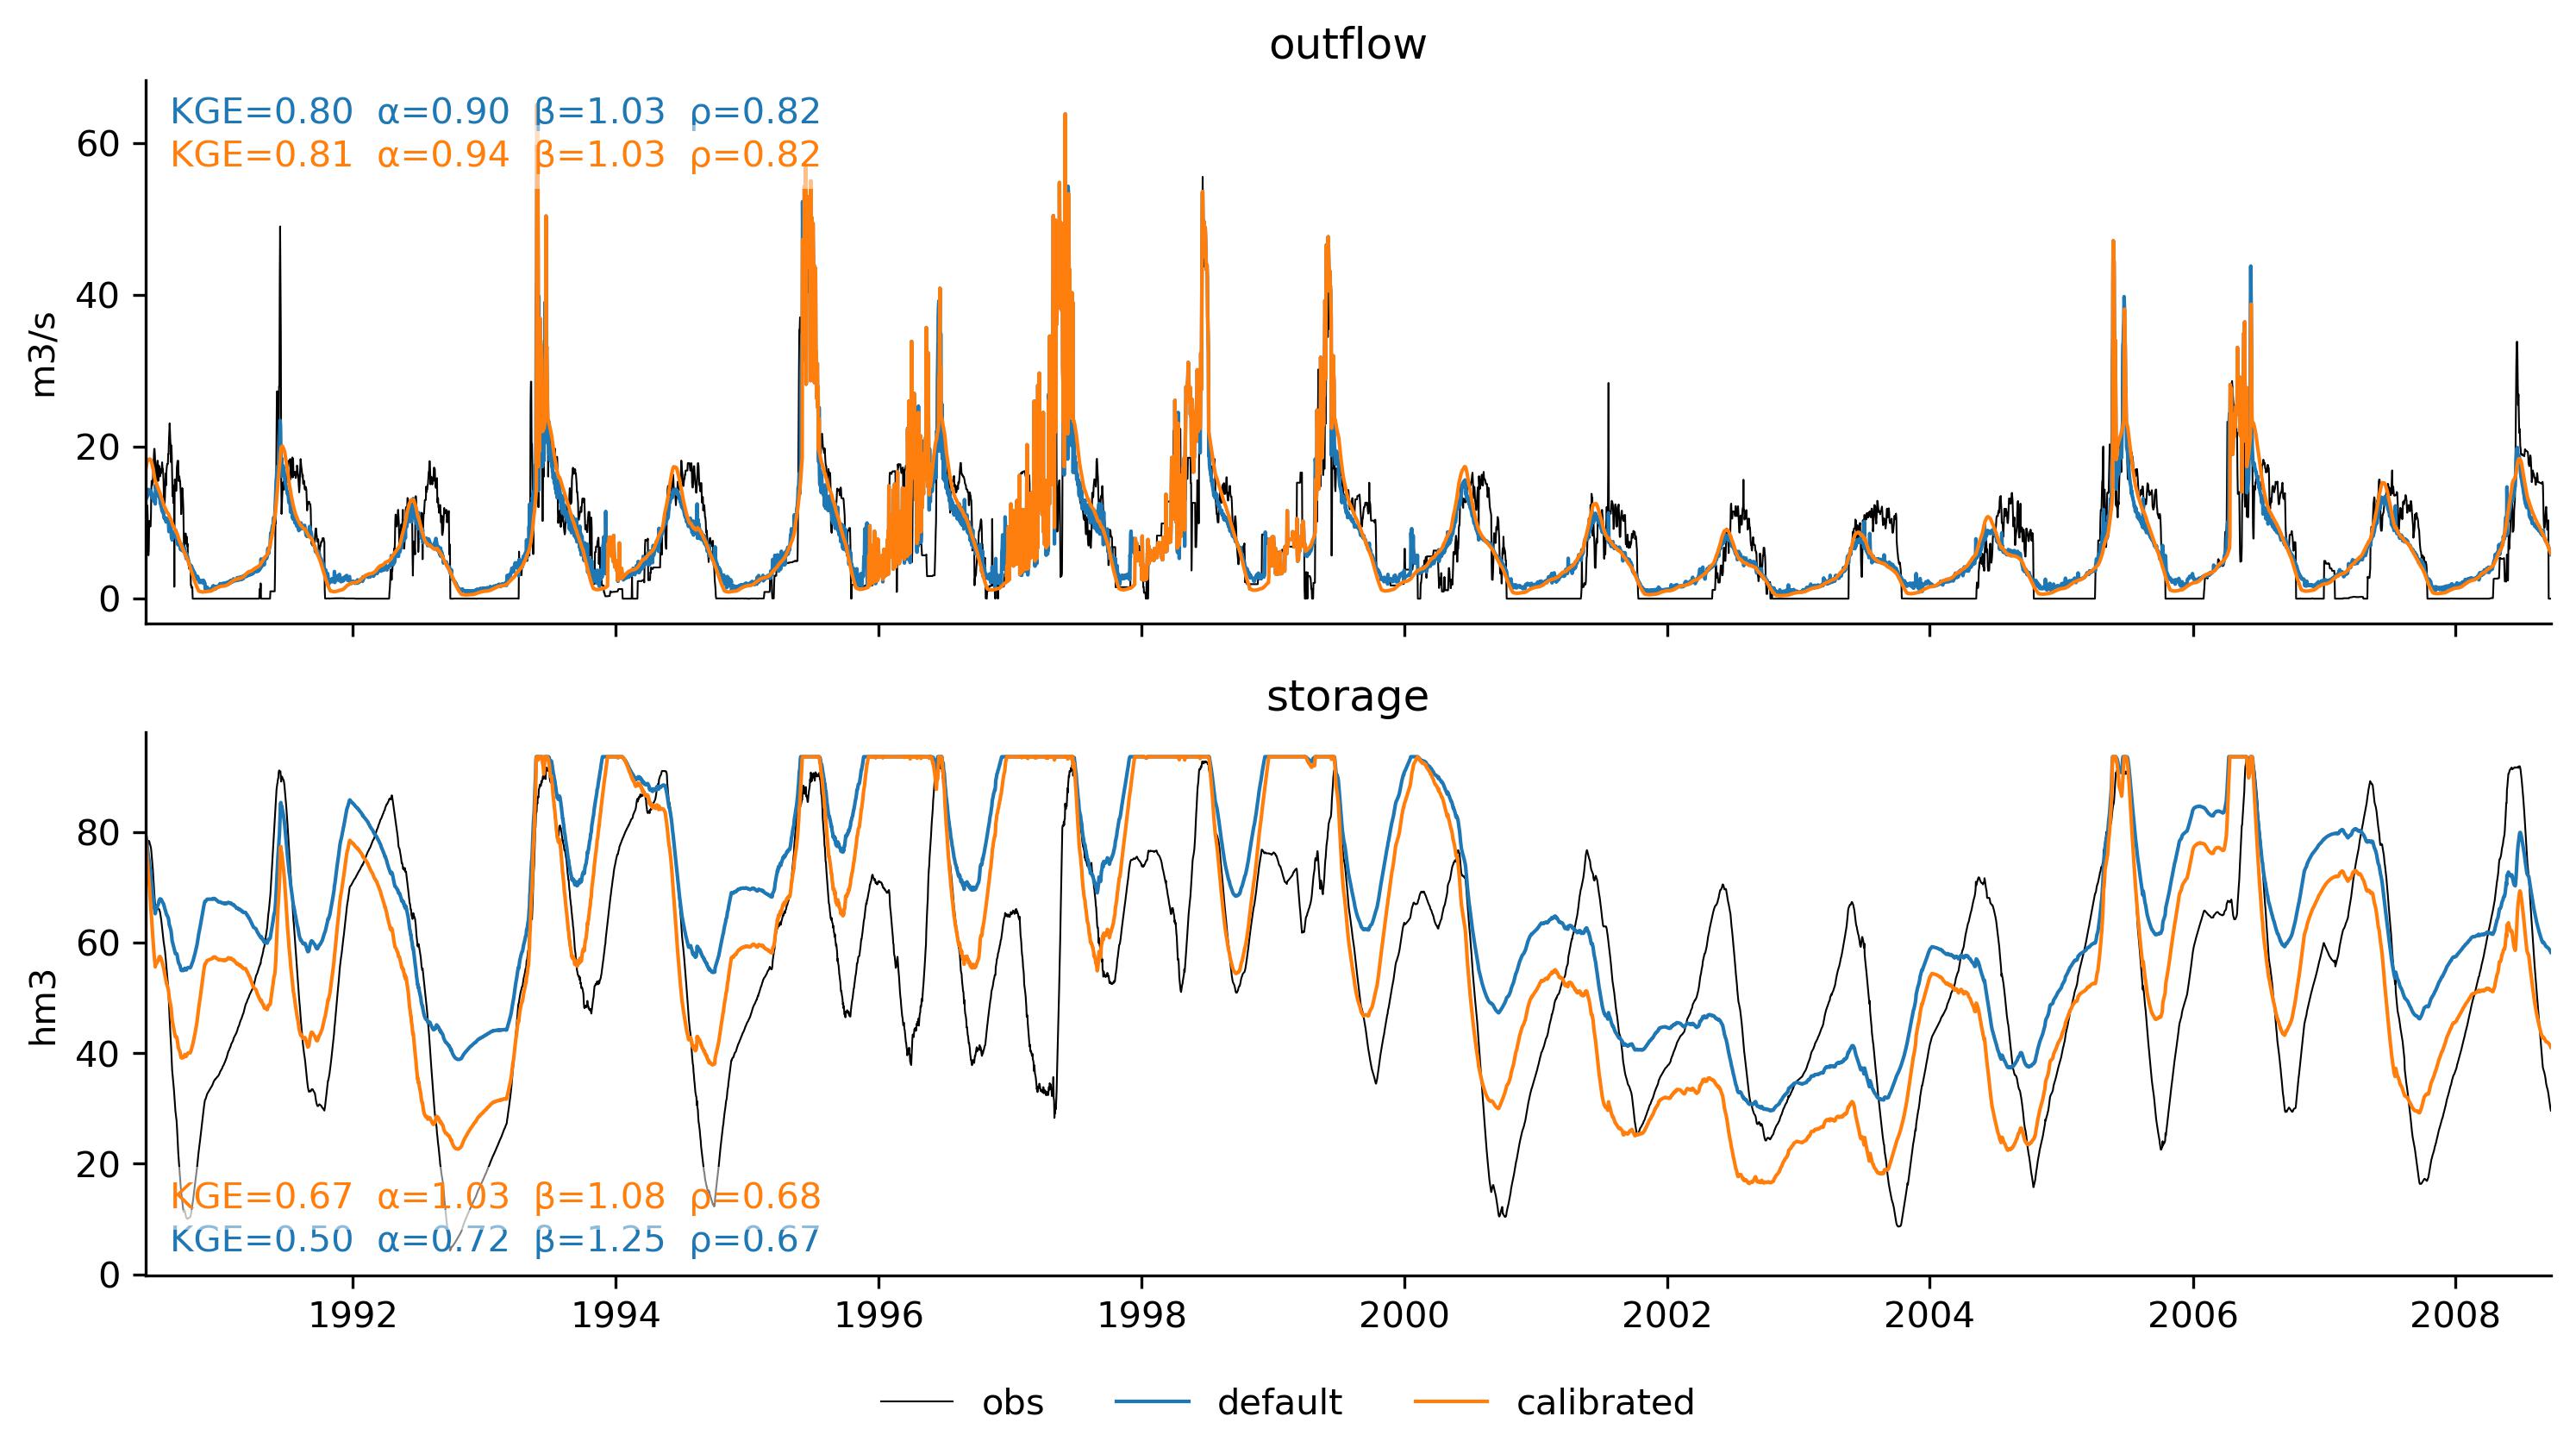 outflow
KGE=0.80 α=0.90 β=1.03 ρ=0.82
KGE=0.81 α=0.94 β=1.03 ρ=0.82
60
40
20
0
m3/s
storage
80
60
40
20
0
hm3
KGE=0.67 α=1.03 β=1.08 ρ=0.68
KGE=0.50 α=0.72 β=1.25 ρ=0.67
1992 1994 1996 1998 2000 2002 2004 2006 2008
obs default calibrated